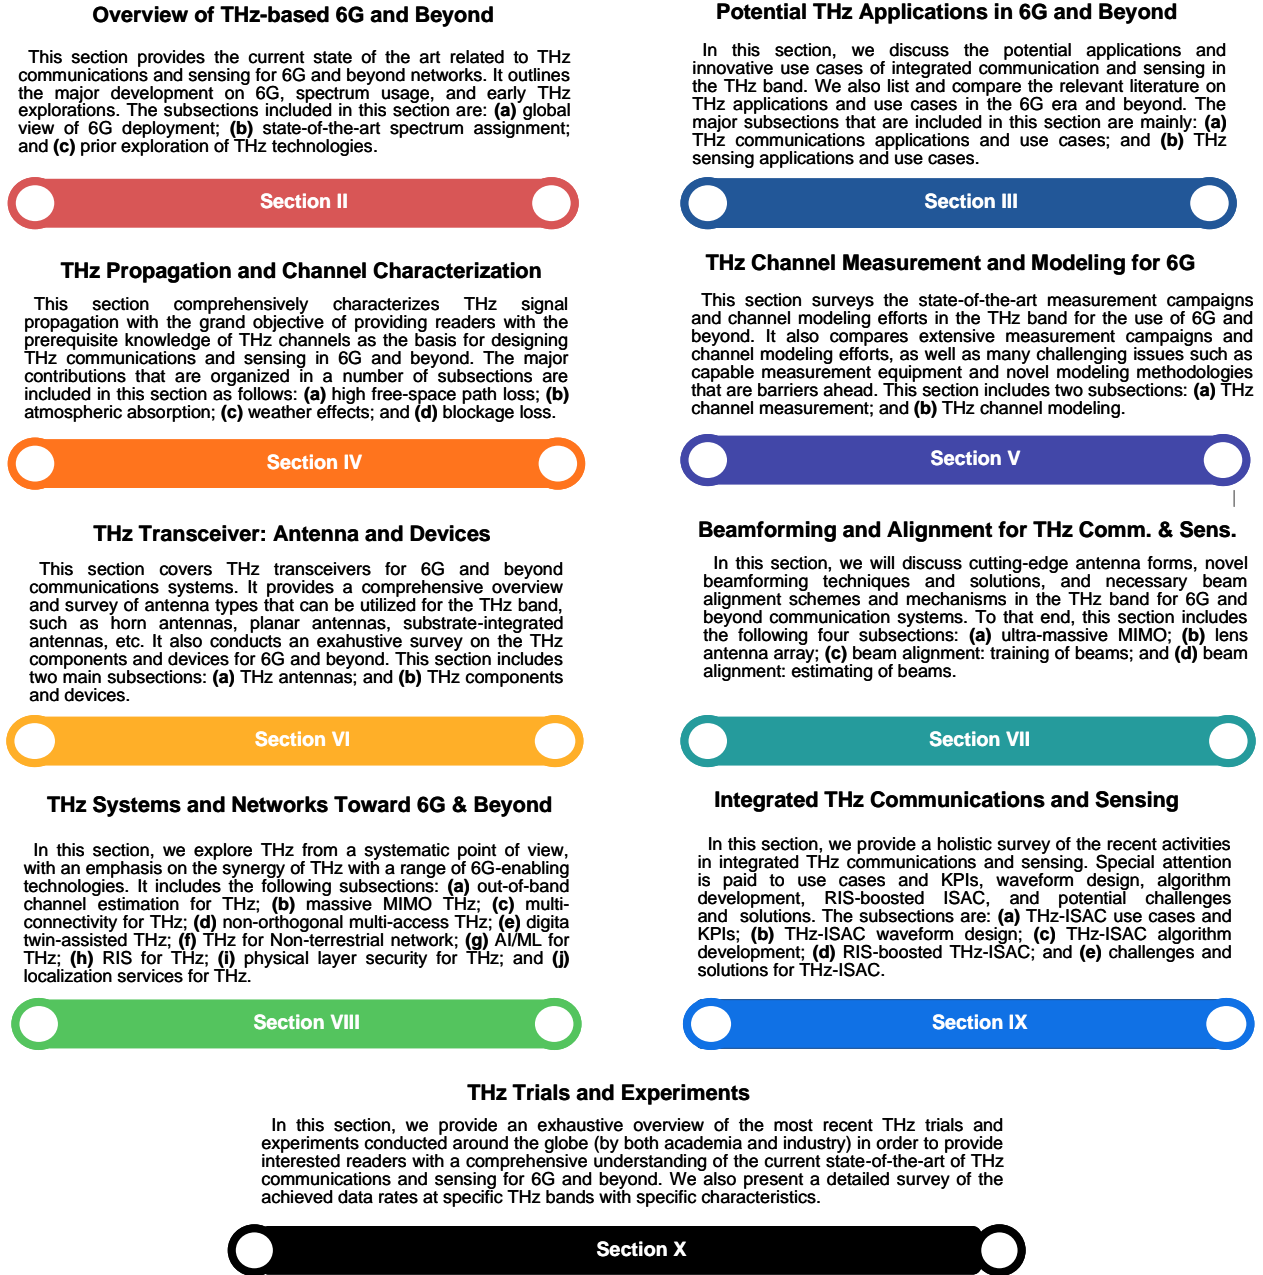 Overview of THz-based 6G and Beyond
This section provides the current state of the art related to THz
communications and sensing for 6G and beyond networks. It outlines
the major development on 6G, spectrum usage, and early THz
explorations. The subsections included in this section are: (a) global
view of 6G deployment; (b) state-of-the-art spectrum assignment;
and (c) prior exploration of THz technologies.
Section II
Potential THz Applications in 6G and Beyond
In this section, we discuss the potential applications and
innovative use cases of integrated communication and sensing in
the THz band. We also list and compare the relevant literature on
THz applications and use cases in the 6G era and beyond. The
major subsections that are included in this section are mainly: (a)
THz communications applications and use cases; and (b) THz
sensing applications and use cases.
Section III
THz Propagation and Channel Characterization
This section comprehensively characterizes THz signal
propagation with the grand objective of providing readers with the
prerequisite knowledge of THz channels as the basis for designing
THz communications and sensing in 6G and beyond. The major
contributions that are organized in a number of subsections are
included in this section as follows: (a) high free-space path loss; (b)
atmospheric absorption; (c) weather effects; and (d) blockage loss.
Section IV
THz Channel Measurement and Modeling for 6G
This section surveys the state-of-the-art measurement campaigns
and channel modeling efforts in the THz band for the use of 6G and
beyond. It also compares extensive measurement campaigns and
channel modeling efforts, as well as many challenging issues such as
capable measurement equipment and novel modeling methodologies
that are barriers ahead. This section includes two subsections: (a) THz
channel measurement; and (b) THz channel modeling.
Section V
THz Transceiver: Antenna and Devices
This section covers THz transceivers for 6G and beyond
communications systems. It provides a comprehensive overview
and survey of antenna types that can be utilized for the THz band,
such as horn antennas, planar antennas, substrate-integrated
antennas, etc. It also conducts an exahustive survey on the THz
components and devices for 6G and beyond. This section includes
two main subsections: (a) THz antennas; and (b) THz components
and devices.
Section VI
Beamforming and Alignment for THz Comm. & Sens.
In this section, we will discuss cutting-edge antenna forms, novel
beamforming techniques and solutions, and necessary beam
alignment schemes and mechanisms in the THz band for 6G and
beyond communication systems. To that end, this section includes
the following four subsections: (a) ultra-massive MIMO; (b) lens
antenna array; (c) beam alignment: training of beams; and (d) beam
alignment: estimating of beams.
Section VII
THz Systems and Networks Toward 6G & Beyond
In this section, we explore THz from a systematic point of view,
with an emphasis on the synergy of THz with a range of 6G-enabling
technologies. It includes the following subsections: (a) out-of-band
channel estimation for THz; (b) massive MIMO THz; (c) multi-
connectivity for THz; (d) non-orthogonal multi-access THz; (e) digita
twin-assisted THz; (f) THz for Non-terrestrial network; (g) AI/ML for
THz; (h) RIS for THz; (i) physical layer security for THz; and (j)
localization services for THz.
Section VIII
Integrated THz Communications and Sensing
In this section, we provide a holistic survey of the recent activities
in integrated THz communications and sensing. Special attention
is paid to use cases and KPIs, waveform design, algorithm
development, RIS-boosted ISAC, and potential challenges
and solutions. The subsections are: (a) THz-ISAC use cases and
KPIs; (b) THz-ISAC waveform design; (c) THz-ISAC algorithm
development; (d) RIS-boosted THz-ISAC; and (e) challenges and
solutions for THz-ISAC.
Section IX
THz Trials and Experiments
In this section, we provide an exhaustive overview of the most recent THz trials and
experiments conducted around the globe (by both academia and industry) in order to provide
interested readers with a comprehensive understanding of the current state-of-the-art of THz
communications and sensing for 6G and beyond. We also present a detailed survey of the
achieved data rates at specific THz bands with specific characteristics.
Section X